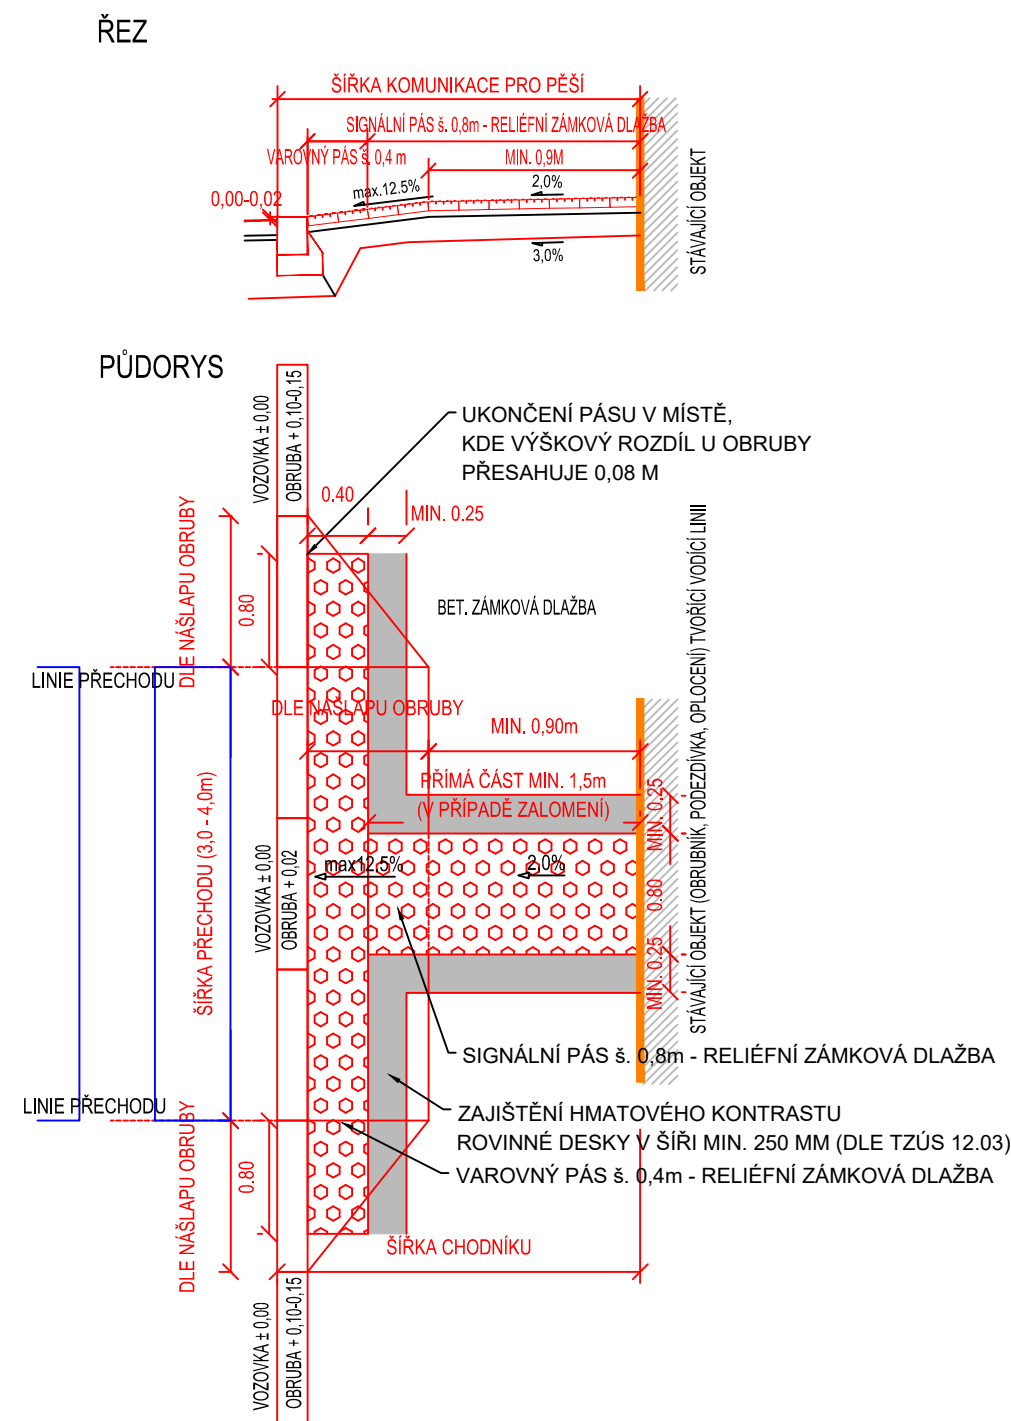 ŘEZ
ŠÍŘKA KOMUNIKACE PRO PĚŠÍ
SIGNÁLNÍ PÁS š. 0,8m - RELIÉFNÍ ZÁMKOVÁ DLAŽBA
VAROVNÝ PÁS š. 0,4 m
MIN. 0.9M
0,00-0,02
max.12.5%
2,0%
3,0%
STÁVAJÍCÍ OBJEKT
PŮDORYS
VOZOVKA ± 0,00
OBRUBA + 0,10-0,15
UKONČENÍ PÁSU V MÍSTĚ,
KDE VÝŠKOVÝ ROZDÍL U OBRUBY
PŘESAHUJE 0,08 M
0.40
MIN. 0.25
DLE NÁŠLAPU OBRUBY
0.80
BET. ZÁMKOVÁ DLAŽBA
STÁVAJÍCÍ OBJEKT (OBRUBNÍK, PODEZDÍVKA, OPLOCENÍ) TVOŘÍCÍ VODÍCÍ LINII
LINIE PŘECHODU
DLE NÁŠLAPU OBRUBY
MIN. 0,90m
PŘÍMÁ ČÁST MIN. 1,5m
(V PŘÍPADĚ ZALOMENÍ)
MIN. 0.25
0.80
MIN. 0.25
ŠÍŘKA PŘECHODU (3,0 - 4,0m)
VOZOVKA ± 0,00
OBRUBA + 0,02
max12,5%
2,0%
SIGNÁLNÍ PÁS š. 0,8m - RELIÉFNÍ ZÁMKOVÁ DLAŽBA
LINIE PŘECHODU
ZAJIŠTĚNÍ HMATOVÉHO KONTRASTU
ROVINNÉ DESKY V ŠÍŘI MIN. 250 MM (DLE TZÚS 12.03)
VAROVNÝ PÁS š. 0,4m - RELIÉFNÍ ZÁMKOVÁ DLAŽBA
DLE NÁŠLAPU OBRUBY
0.80
ŠÍŘKA CHODNÍKU
VOZOVKA ± 0,00
OBRUBA + 0,10-0,15